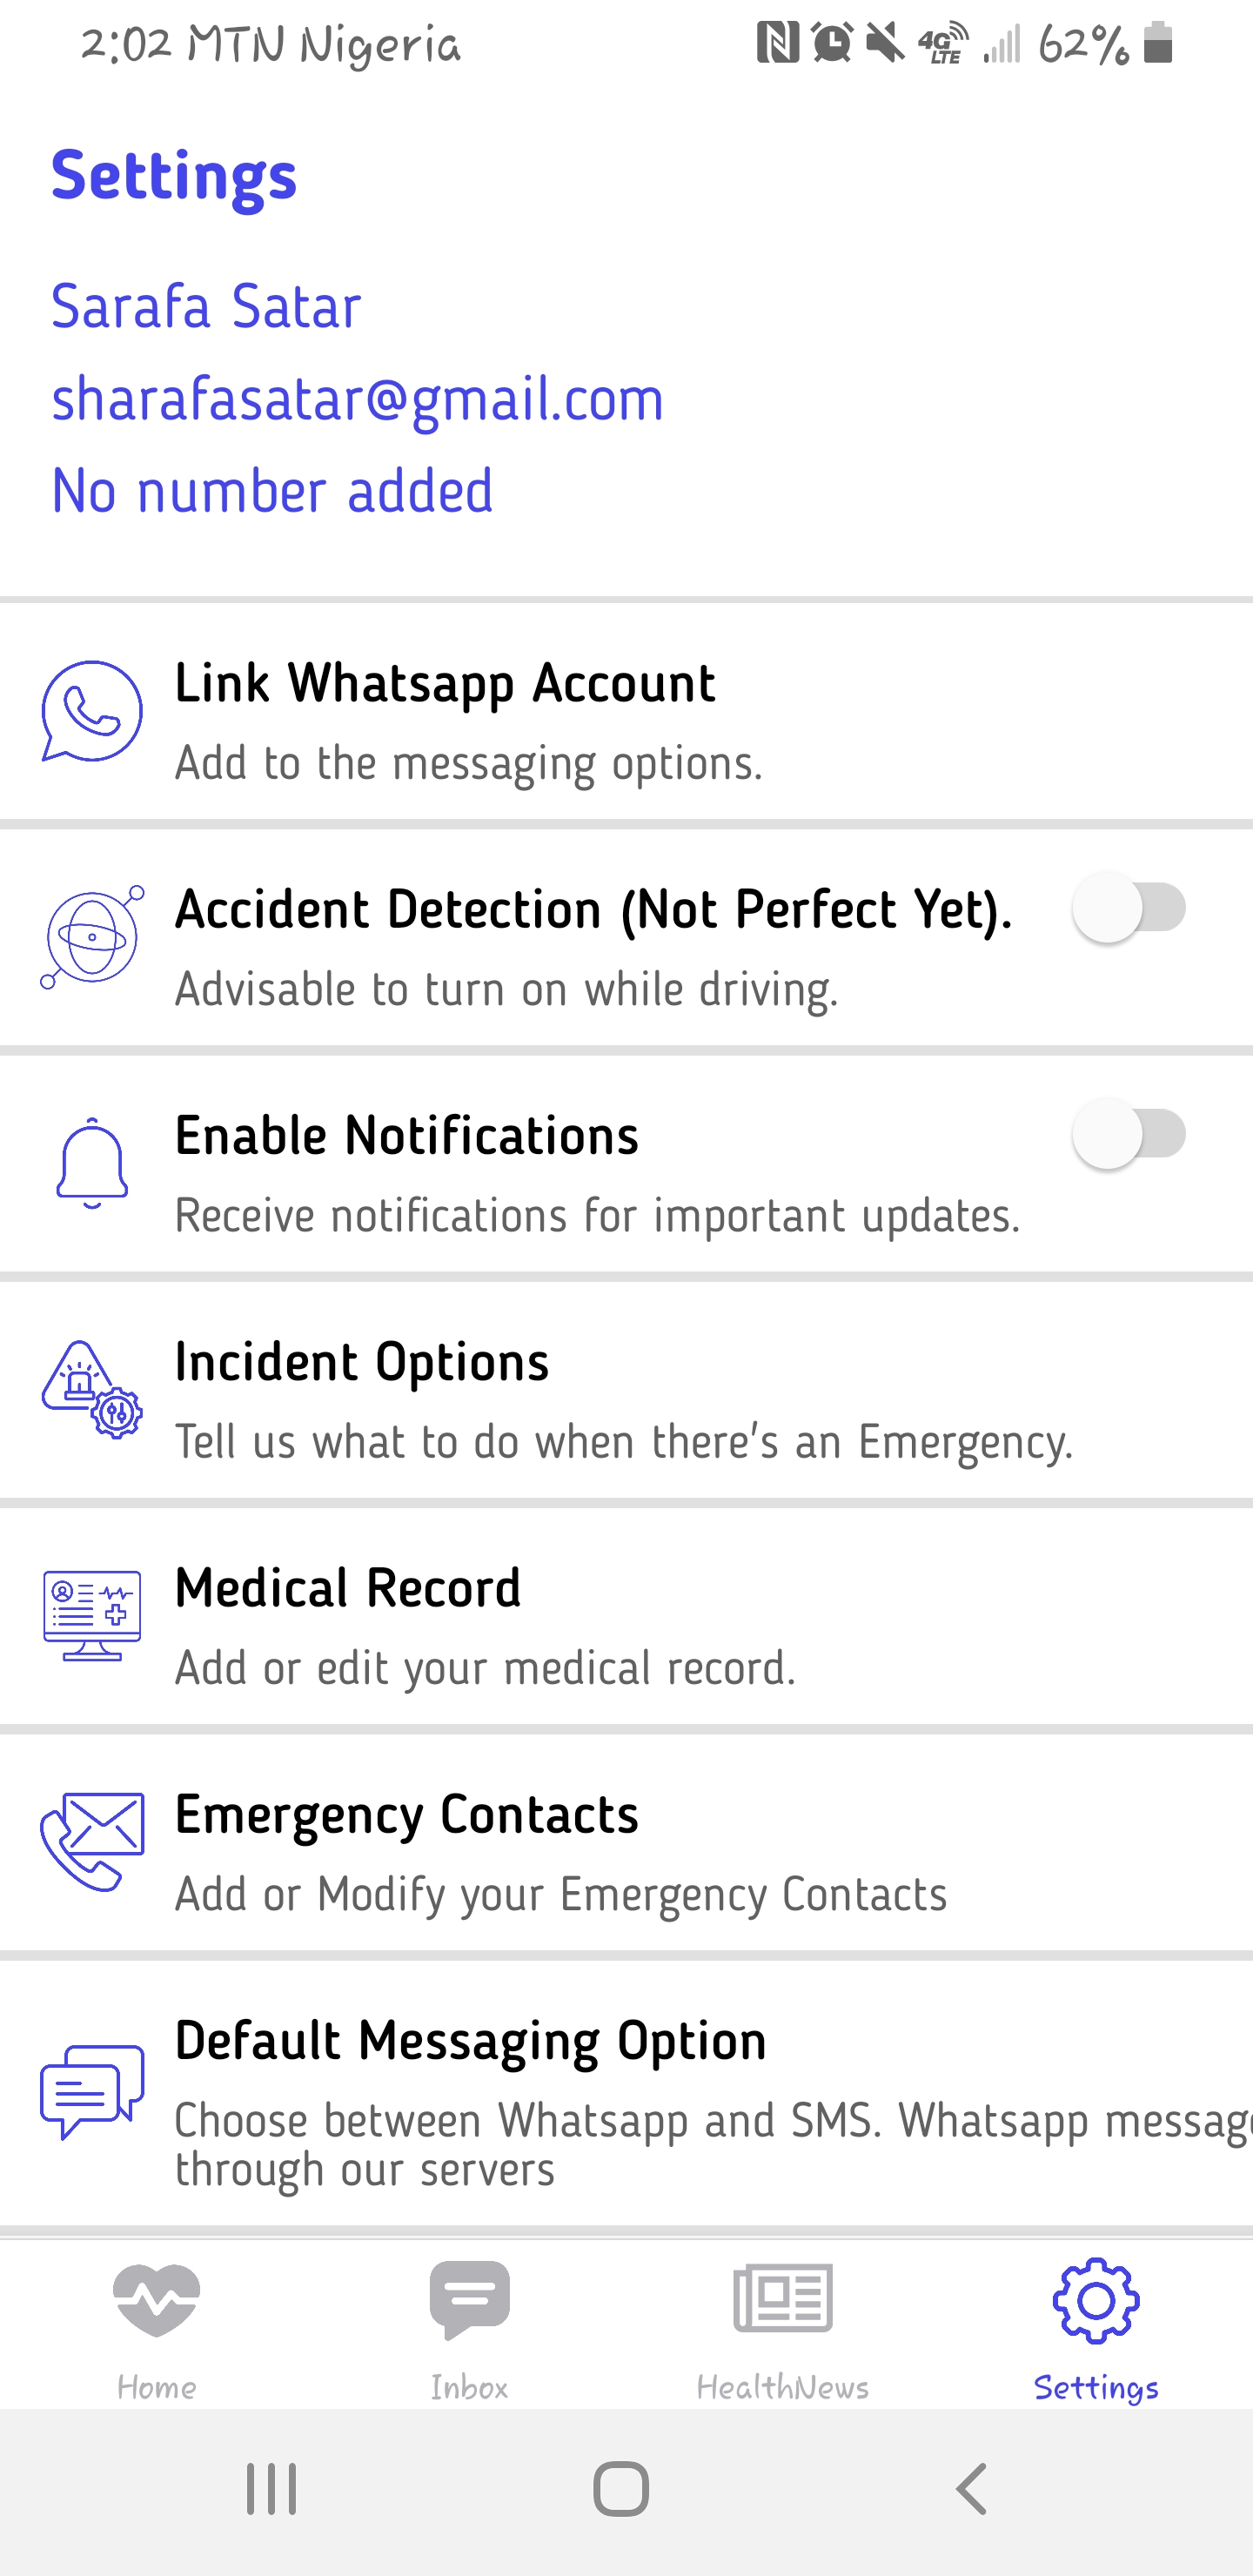 2:02 MTN Nigeria 4G LTE 62%
Settings
Sarafa Satar
sharafasatar@gmail.com
No number added
Link Whatsapp Account
Add to the messaging options.
Accident Detection (Not Perfect Yet).
Advisable to turn on while driving.
Enable Notifications
Receive notifications for important updates.
Incident Options
Tell us what to do when there's an Emergency.
Medical Record
Add or edit your medical record.
Emergency Contacts
Add or Modify your Emergency Contacts
Default Messaging Option
Choose between Whatsapp and SMS. Whatsapp
through our servers
Home Inbox HealthNews Settings